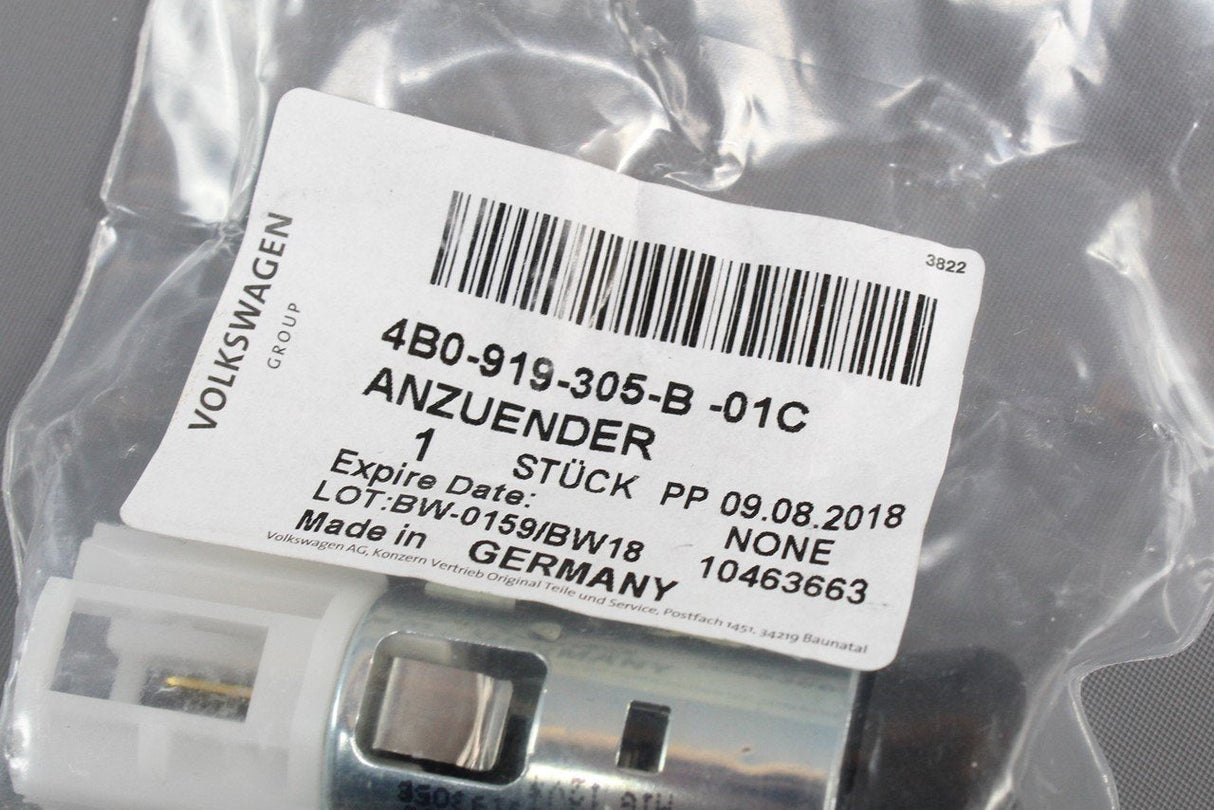 3822
VOLKSWAGEN
GROUP
4B0-919-305-B -01C
ANZUENDER
1 STÜCK PP 09.08.2018
Expire Date: NONE
LOT:BW-0159/BW18 10463663
Made in GERMANY
Volkswagen AG, Konzern Vertrieb Original Teile und Service, Postfach 1451, 34219 Baunatal